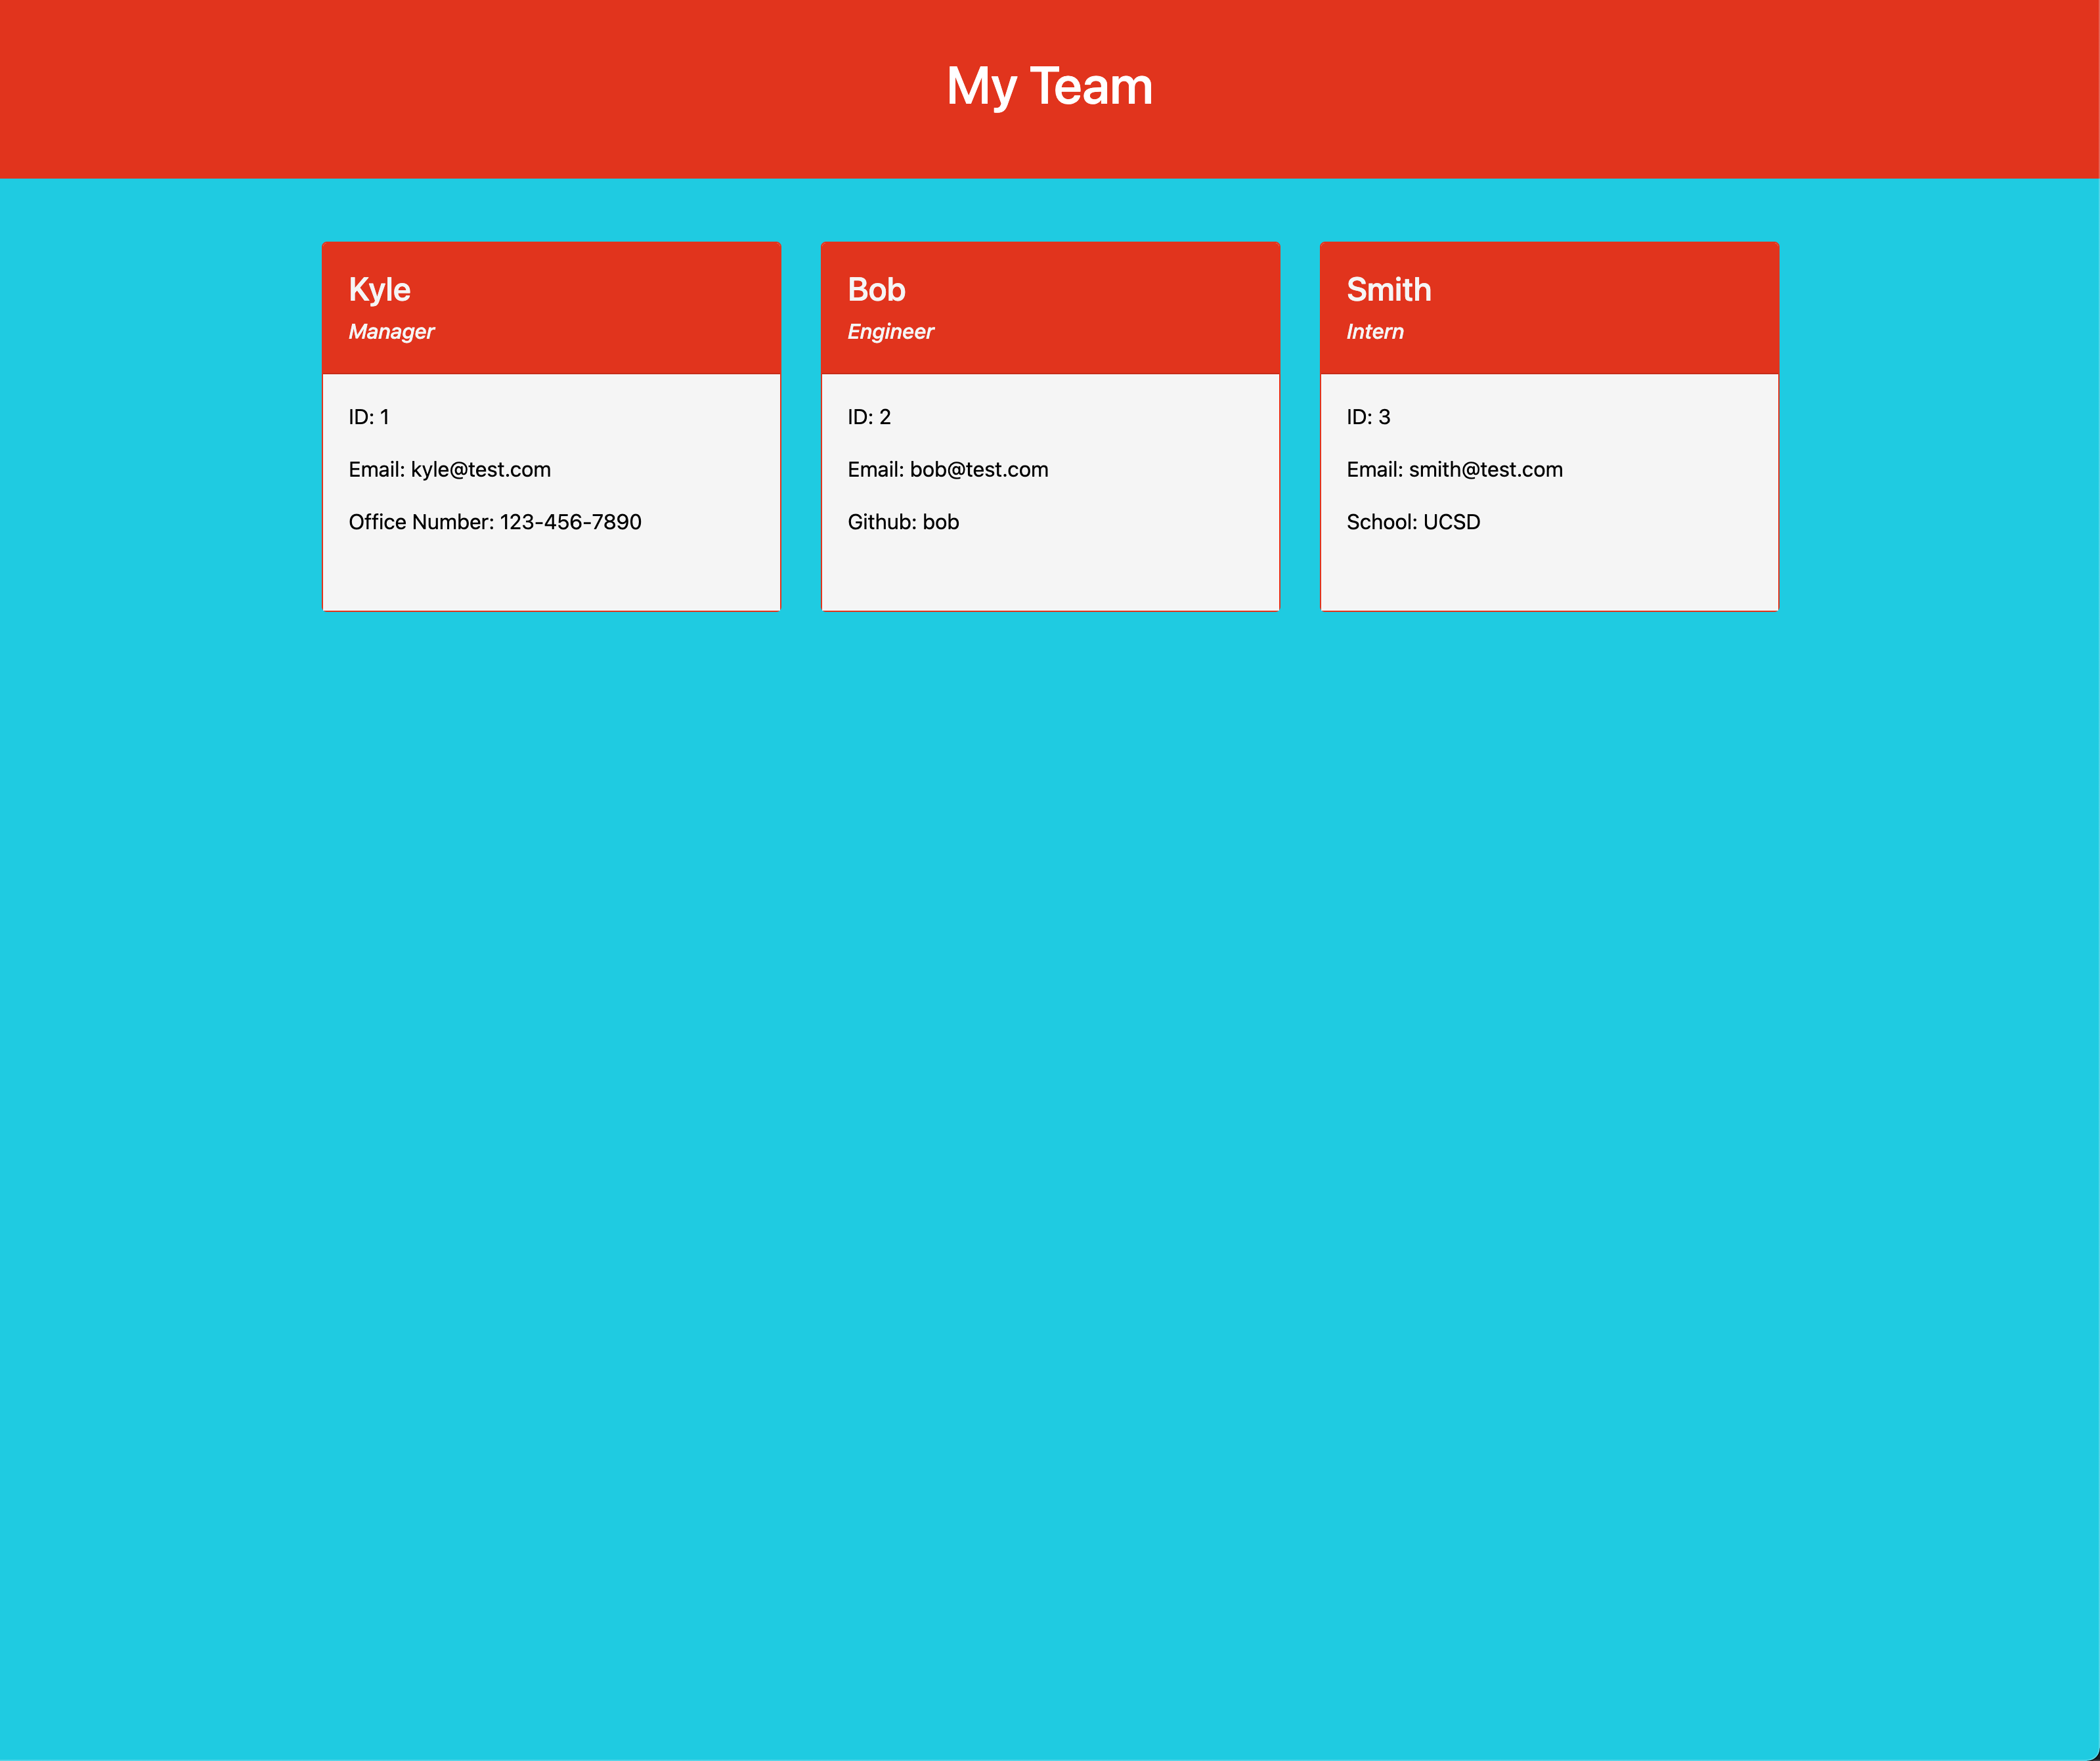 My Team
Kyle
Manager
ID: 1
Email: kyle@test.com
Office Number: 123-456-7890
Bob
Engineer
ID: 2
Email: bob@test.com
Github: bob
Smith
Intern
ID: 3
Email: smith@test.com
School: UCSD